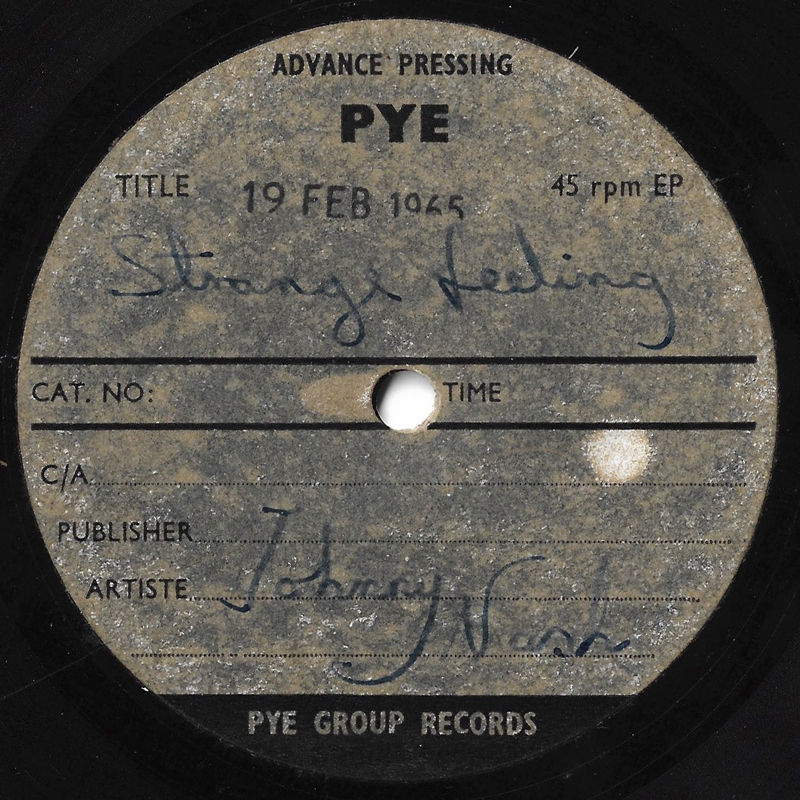 ADVANCE PRESSING
PYE
TITLE 19 FEB 1965 45 rpm EP
Strange feeling
CAT. NO: TIME
C/A
PUBLISHER
ARTISTE Johnny
PYE GROUP RECORDS